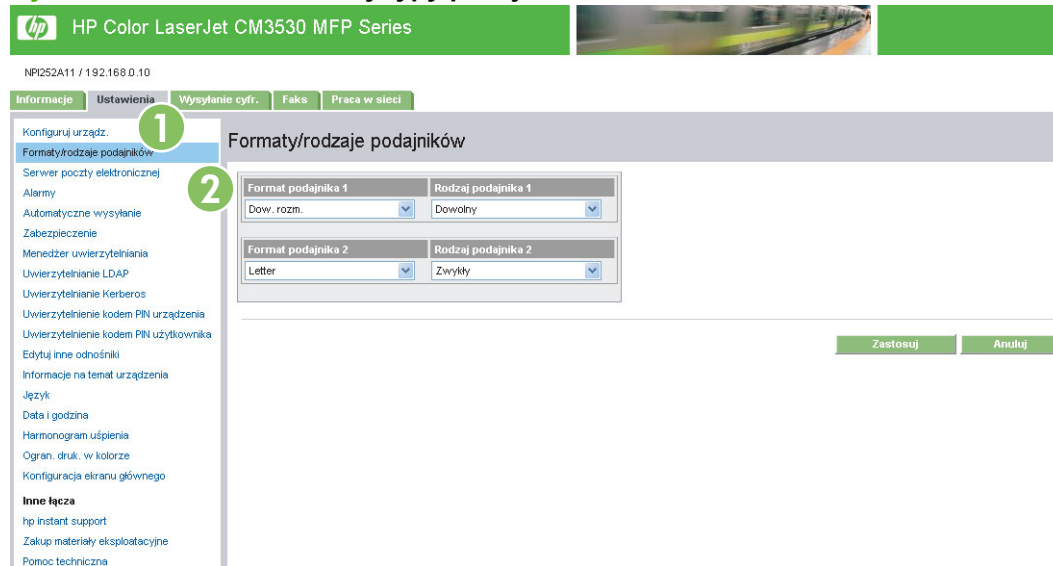 hp HP Color LaserJet CM3530 MFP Series
NPI252A11 / 192.168.0.10
Informacje Ustawienia Wysyłanie cyfr. Faks Praca w sieci
1
Konfiguruj urządz.
Formaty/rodzaje podajników
Serwer poczty elektronicznej
Alarmy
Automatyczne wysyłanie
Zabezpieczenie
Menedżer uwierzytelniania
Uwierzytelnianie LDAP
Uwierzytelnianie Kerberos
Uwierzytelnienie kodem PIN urządzenia
Uwierzytelnienie kodem PIN użytkownika
Edytuj inne odnośniki
Informacje na temat urządzenia
Język
Data i godzina
Harmonogram uśpienia
Ogran. druk. w kolorze
Konfiguracja ekranu głównego
Inne łącza
hp instant support
Zakup materiały eksploatacyjne
Pomoc techniczna
Formaty/rodzaje podajników
2
Format podajnika 1 Rodzaj podajnika 1
Dow. rozm. Dowolny
Format podajnika 2 Rodzaj podajnika 2
Letter Zwykły
Zastosuj Anuluj